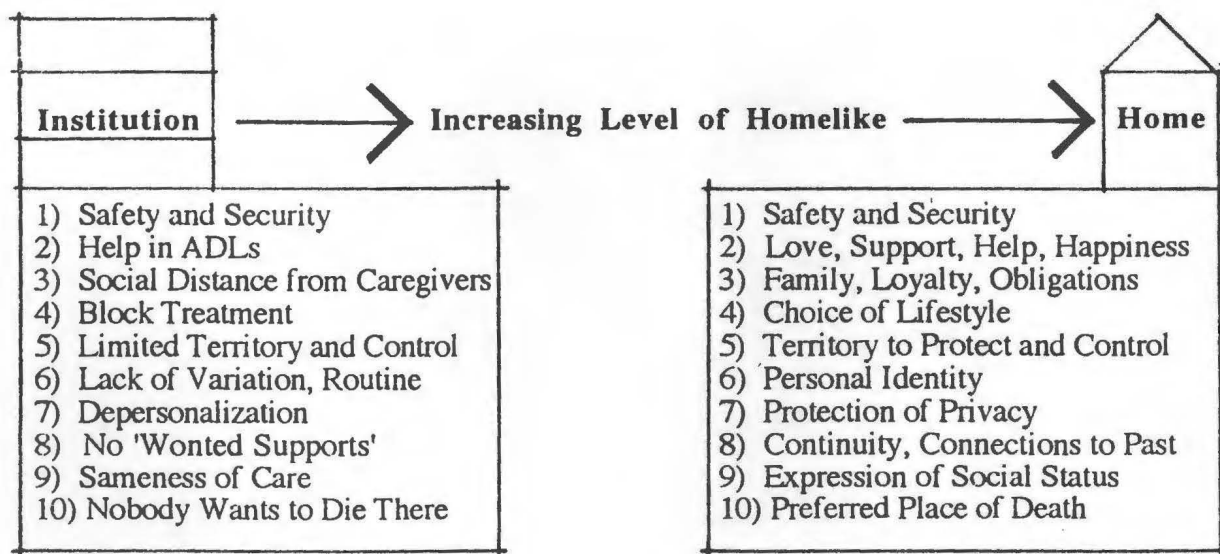 Institution
Increasing Level of Homelike
Home
1) Safety and Security
2) Help in ADLs
3) Social Distance from Caregivers
4) Block Treatment
5) Limited Territory and Control
6) Lack of Variation, Routine
7) Depersonalization
8) No 'Wonted Supports'
9) Sameness of Care
10) Nobody Wants to Die There
1) Safety and Security
2) Love, Support, Help, Happiness
3) Family, Loyalty, Obligations
4) Choice of Lifestyle
5) Territory to Protect and Control
6) Personal Identity
7) Protection of Privacy
8) Continuity, Connections to Past
9) Expression of Social Status
10) Preferred Place of Death